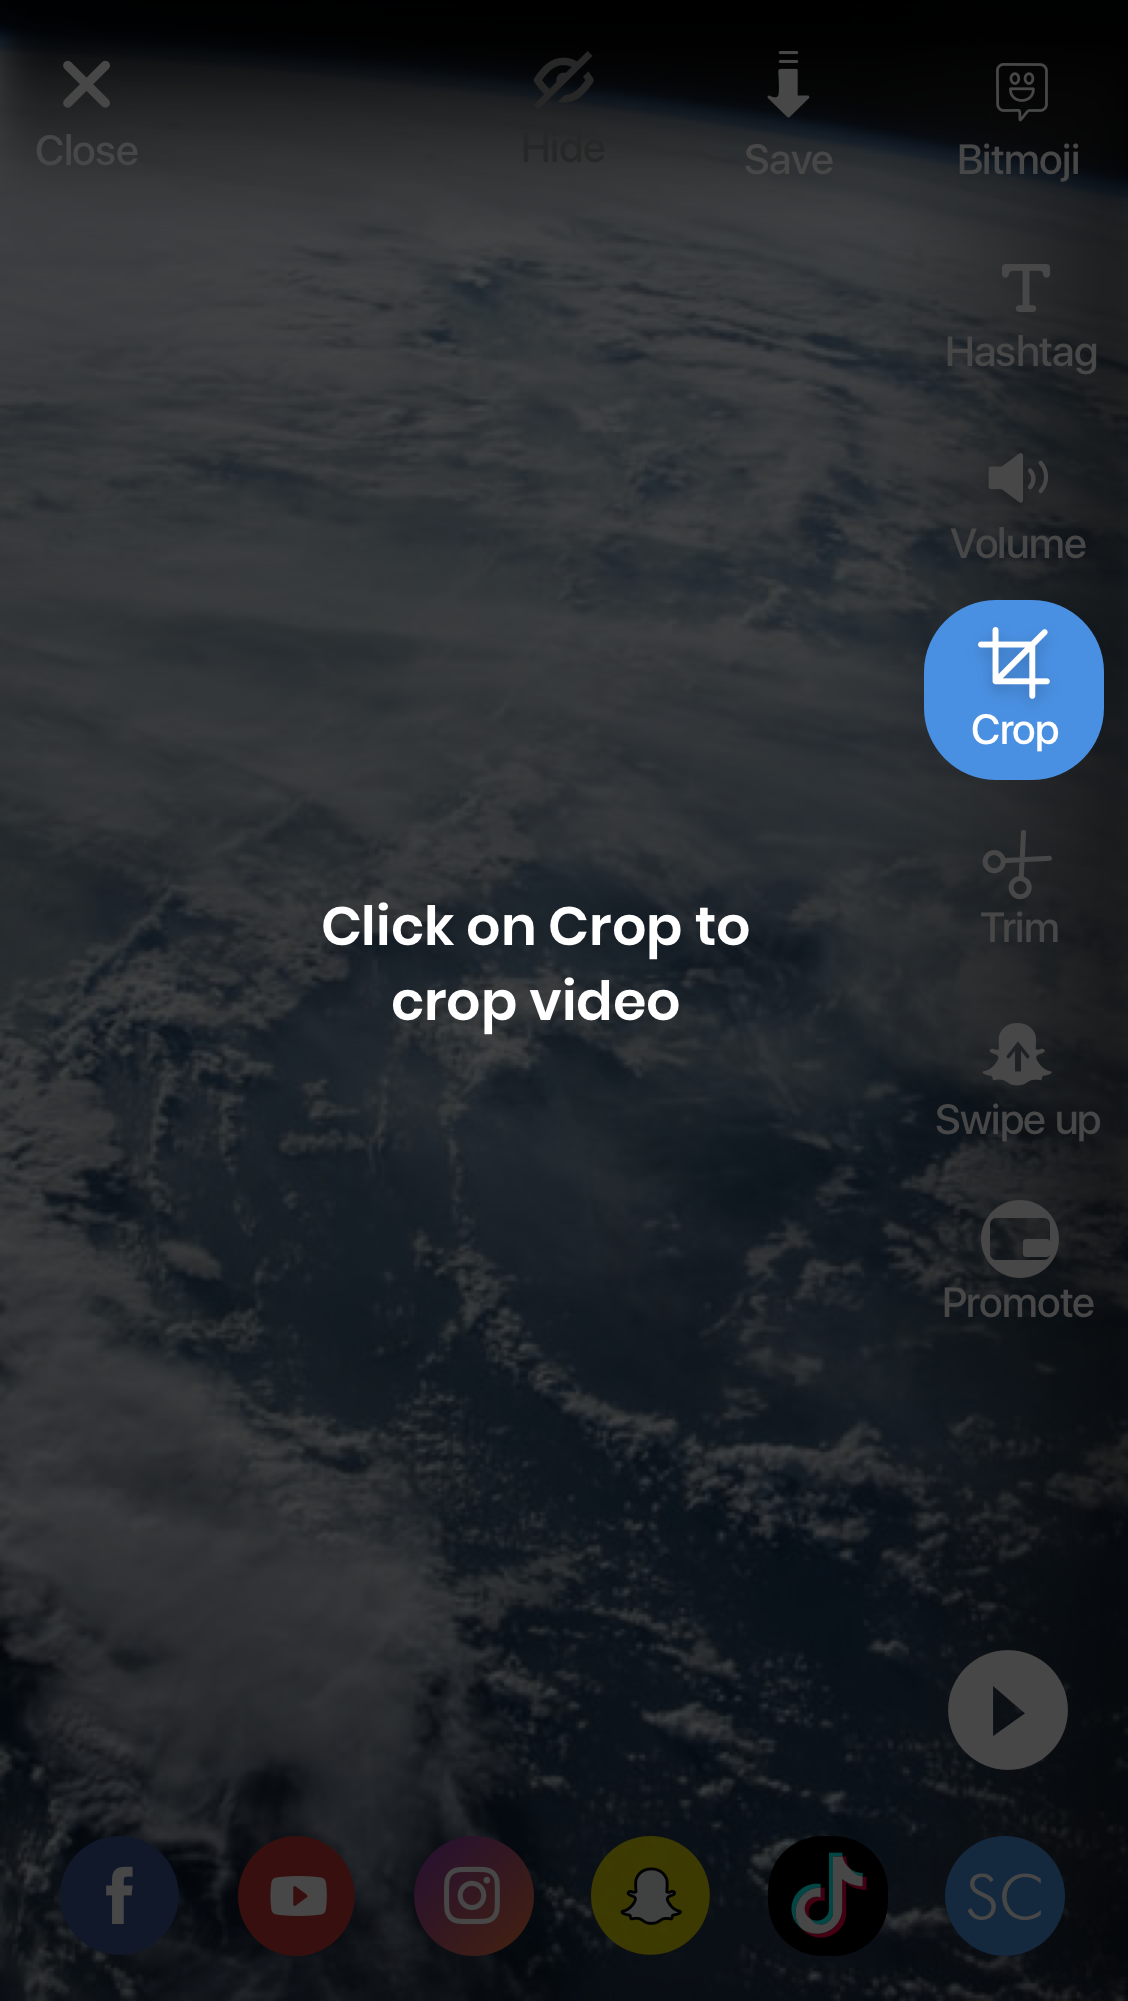 Close
Hide
Save
Bitmoji
Hashtag
Volume
Crop
Trim
Click on Crop to
crop video
Swipe up
Promote
SC